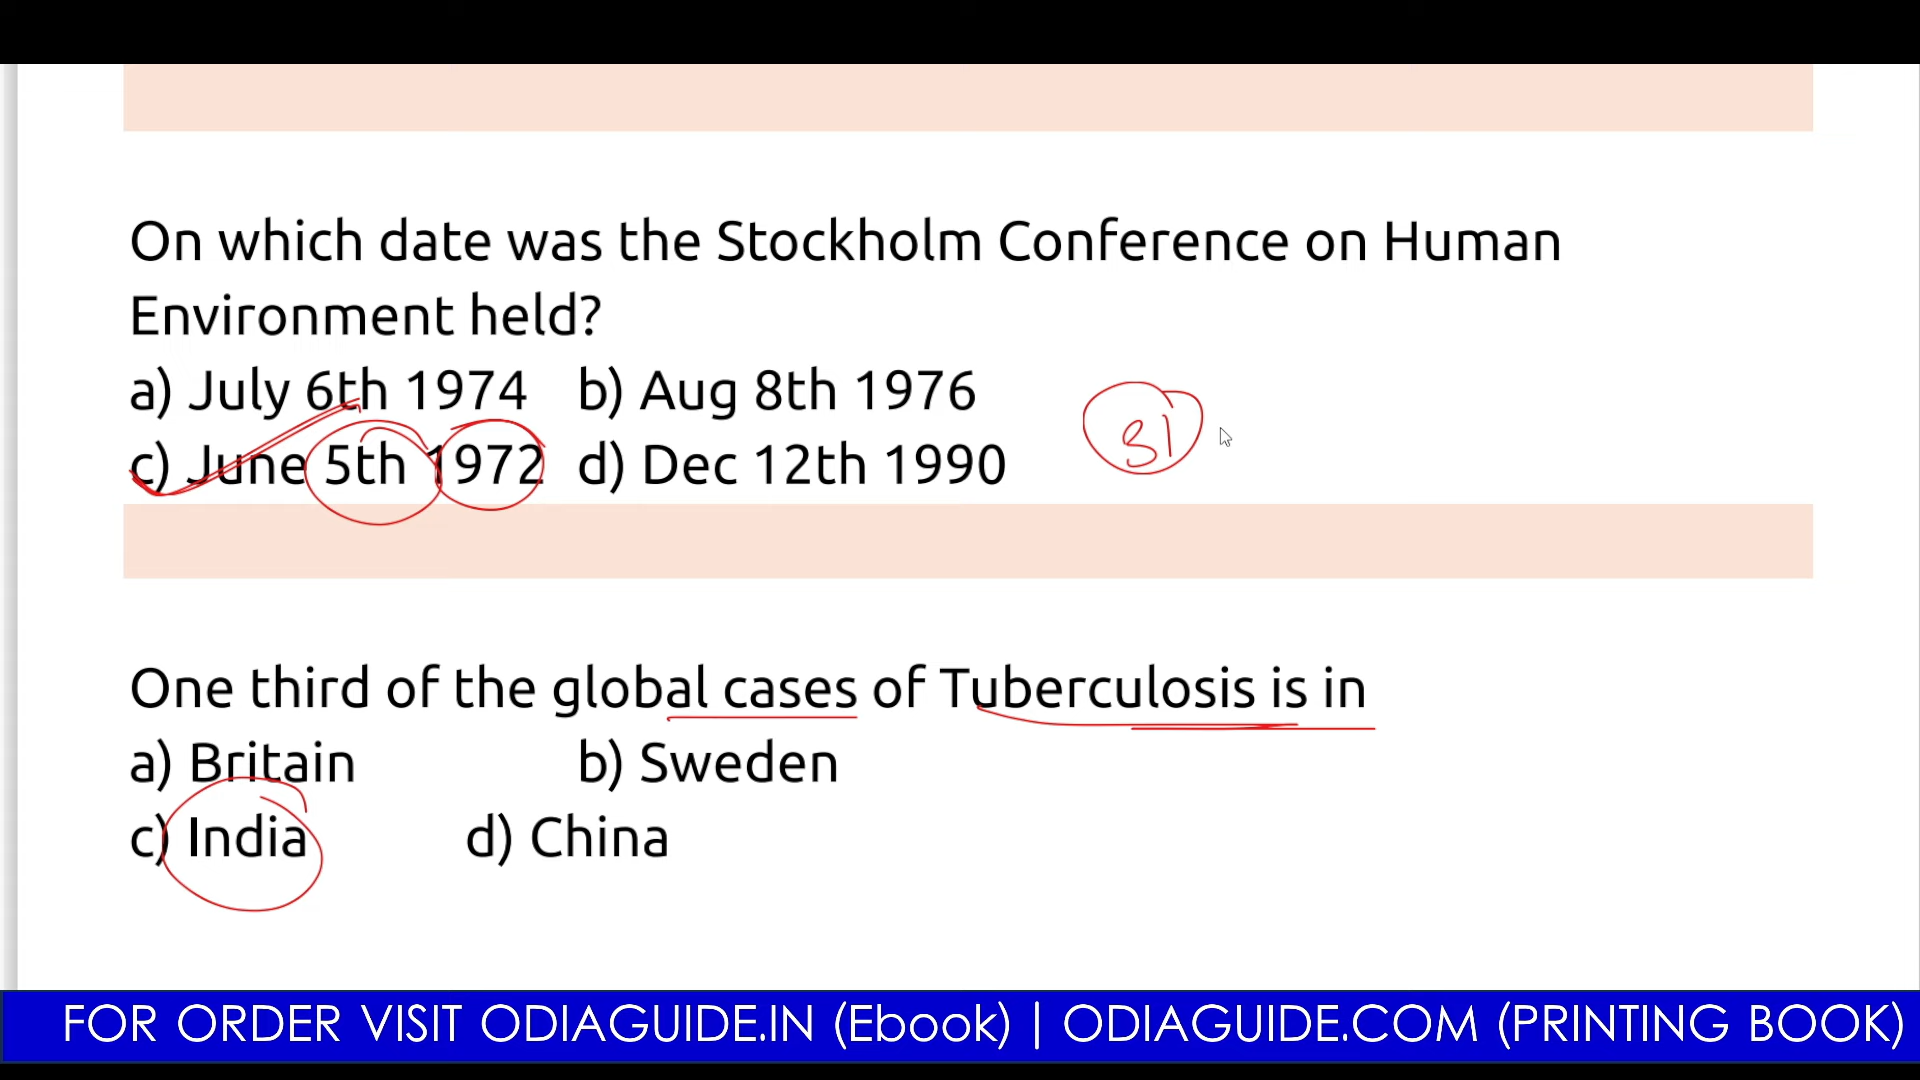 On which date was the Stockholm Conference on Human
Environment held?
a) July 6th 1974 b) Aug 8th 1976
c) June 5th 1972 d) Dec 12th 1990
31
One third of the global cases of Tuberculosis is in
a) Britain b) Sweden
c) India d) China
FOR ORDER VISIT ODIAGUIDE.IN (Ebook) | ODIAGUIDE.COM (PRINTING BOOK)